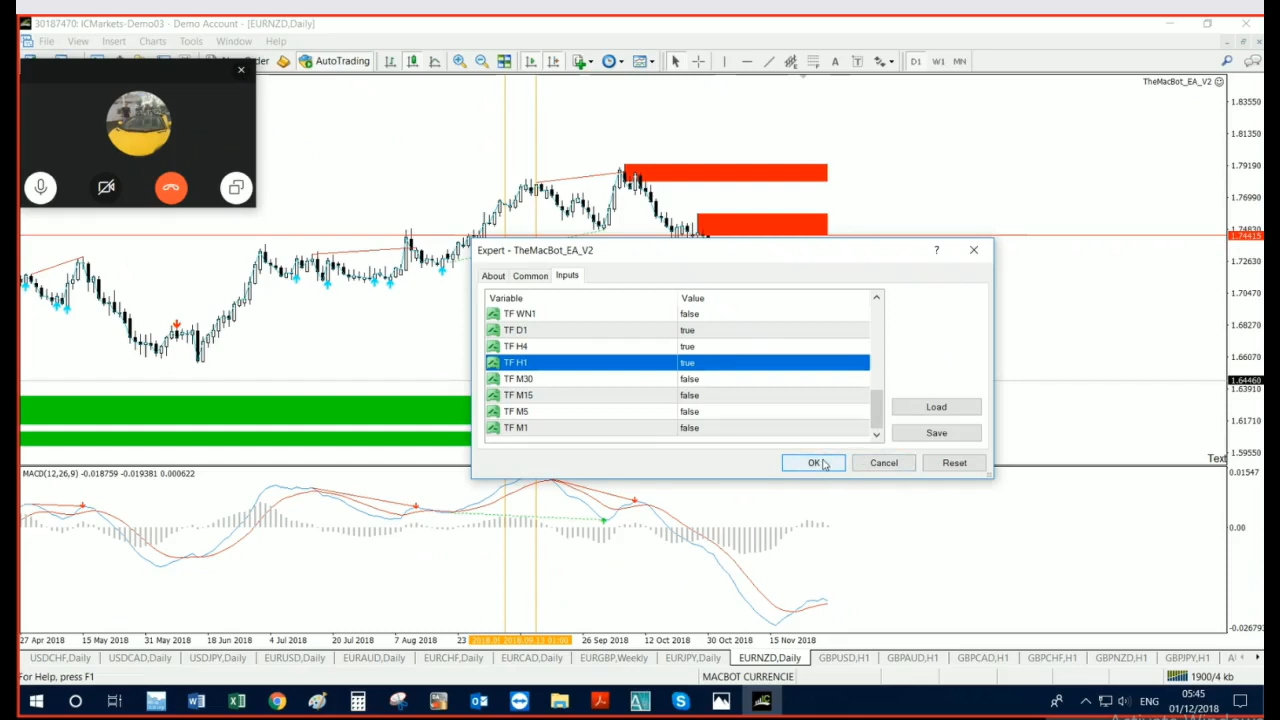 30187470: ICMarkets-Demo03 - Demo Account - [EURNZD,Daily]
File View Insert Charts Tools Window Help
Order AutoTrading A T D1 W1 MN
TheMacBot_EA_V2
1.83550
1.81350
1.79190
1.76990
1.74830
1.74415
1.72630
1.70470
1.68270
1.66070
1.64460
1.63910
1.61710
1.59550
Text
Expert - TheMacBot_EA_V2 ?
About Common Inputs
Variable Value
TF WN1 false
TF D1 true
TF H4 true
TF H1 true
TF M30 false
TF M15 false
TF M5 false
TF M1 false
Load
Save
OK Cancel Reset
MACD(12,26,9) -0.018759 -0.019381 0.000622
0.01547
0.00
27 Apr 2018 15 May 2018 31 May 2018 18 Jun 2018 4 Jul 2018 20 Jul 2018 7 Aug 2018 23 26 Sep 2018 12 Oct 2018 30 Oct 2018 15 Nov 2018
USDCHF,Daily USDCAD,Daily USDJPY,Daily EURUSD,Daily EURAUD,Daily EURCHF,Daily EURCAD,Daily EURGBP,Weekly EURJPY,Daily EURNZD,Daily GBPUSD,H1 GBPAUD,H1 GBPCAD,H1 GBPCHF,H1 GBPNZD,H1 GBPJPY,H1
For Help, press F1 MACBOT CURRENCIE 1900/4 kb
ENG 05:45
01/12/2018